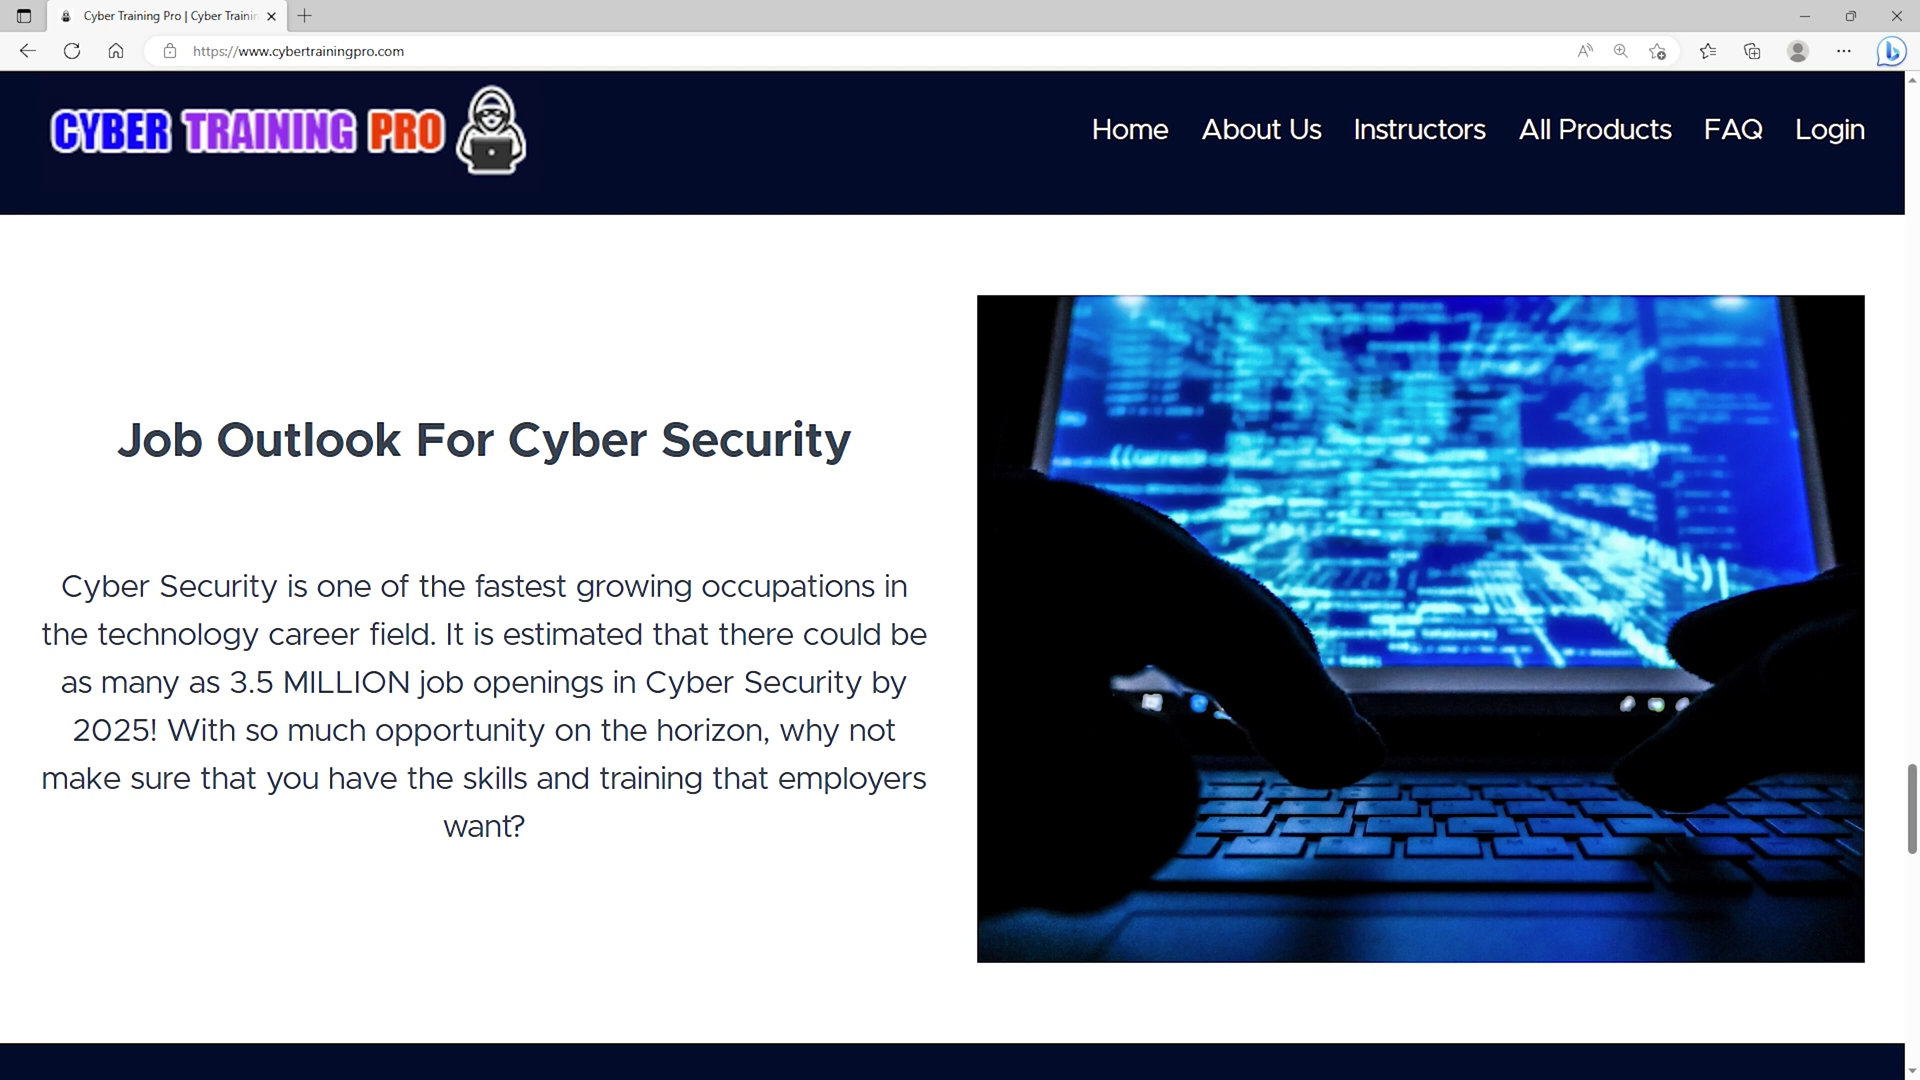 Cyber Training Pro | Cyber Trainin
https://www.cybertrainingpro.com
CYBER TRAINING PRO
Home About Us Instructors All Products FAQ Login
Job Outlook For Cyber Security
Cyber Security is one of the fastest growing occupations in
the technology career field. It is estimated that there could be
as many as 3.5 MILLION job openings in Cyber Security by
2025! With so much opportunity on the horizon, why not
make sure that you have the skills and training that employers
want?